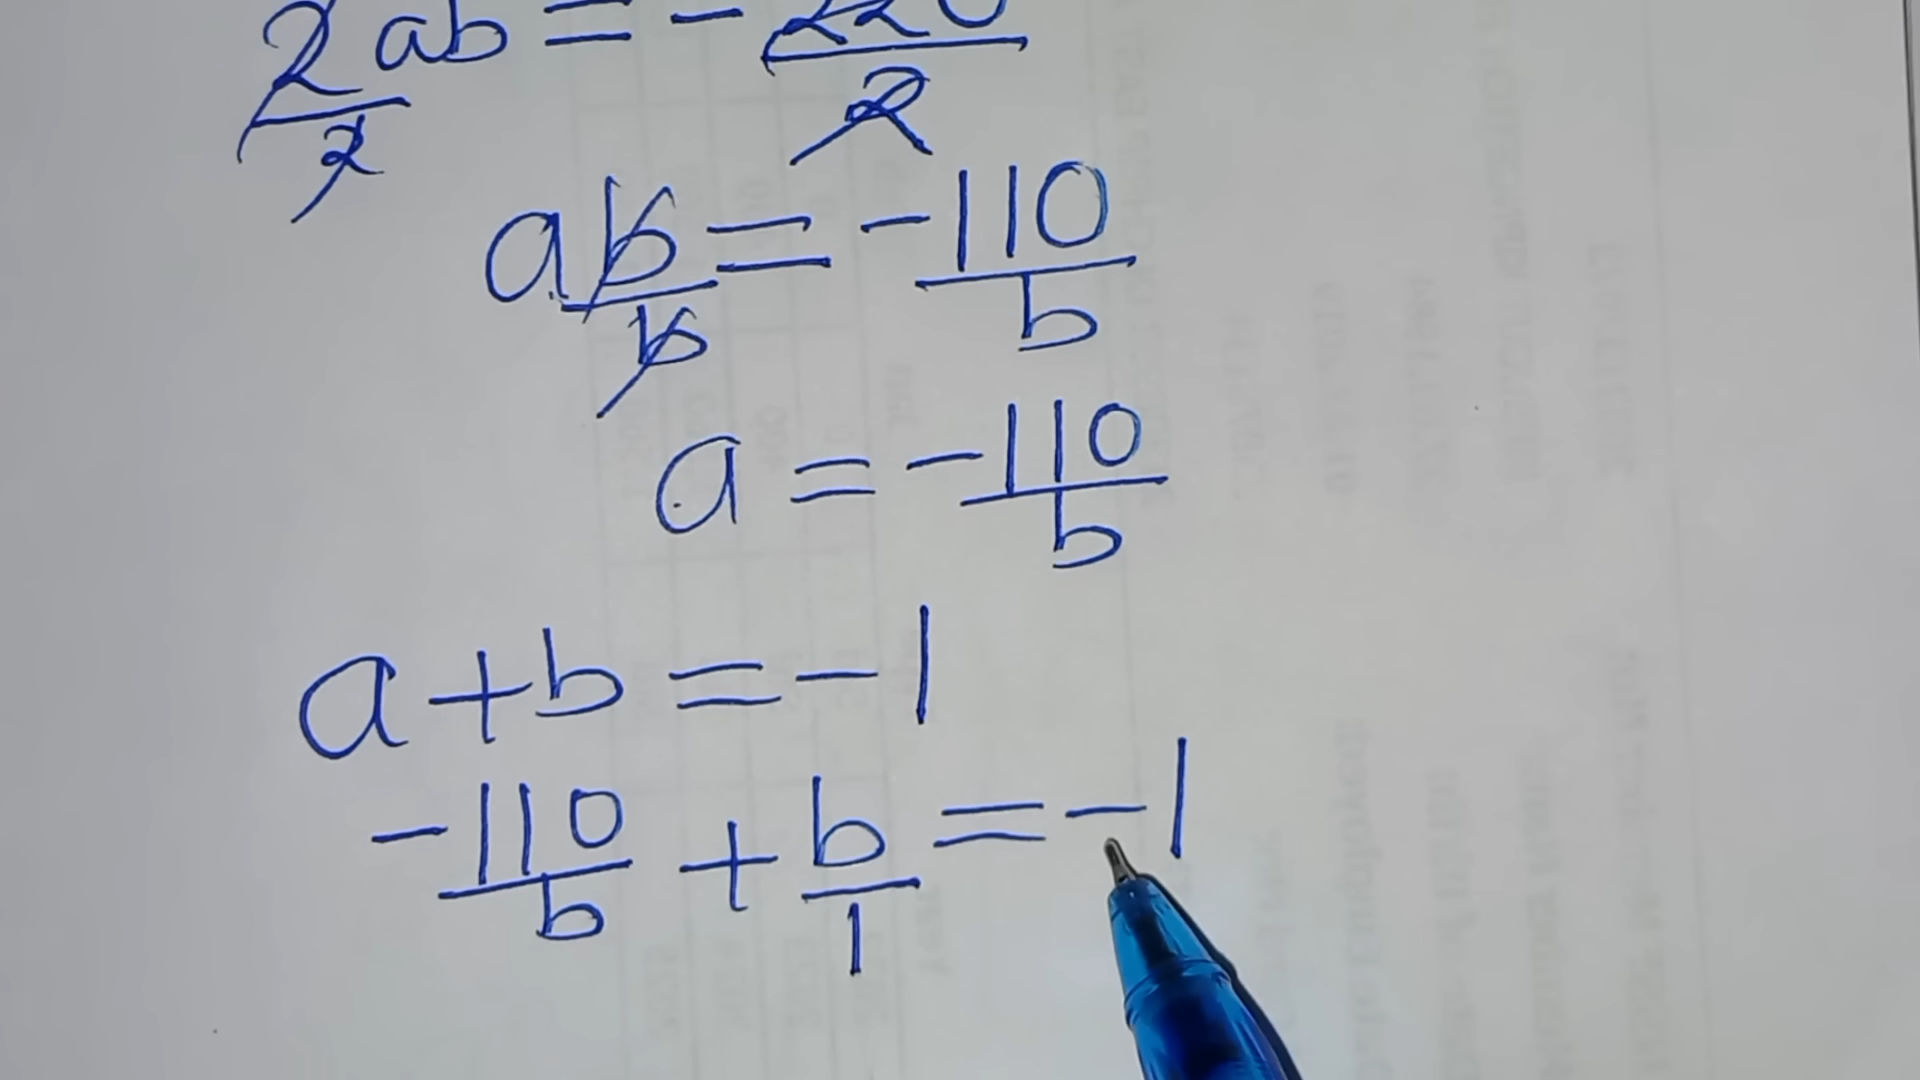 2ab/2 = -220/2
ab/b = -110/b
a = -110/b
a+b = -1
-110/b + b/1 = -1